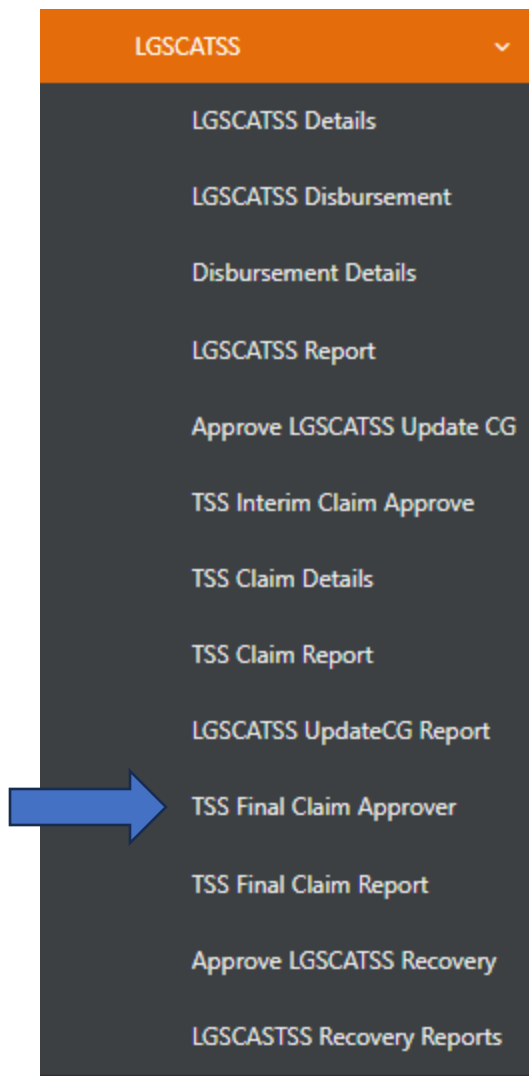 LGSCATSS
LGSCATSS Details
LGSCATSS Disbursement
Disbursement Details
LGSCATSS Report
Approve LGSCATSS Update CG
TSS Interim Claim Approve
TSS Claim Details
TSS Claim Report
LGSCATSS UpdateCG Report
TSS Final Claim Approver
TSS Final Claim Report
Approve LGSCATSS Recovery
LGSCASTSS Recovery Reports